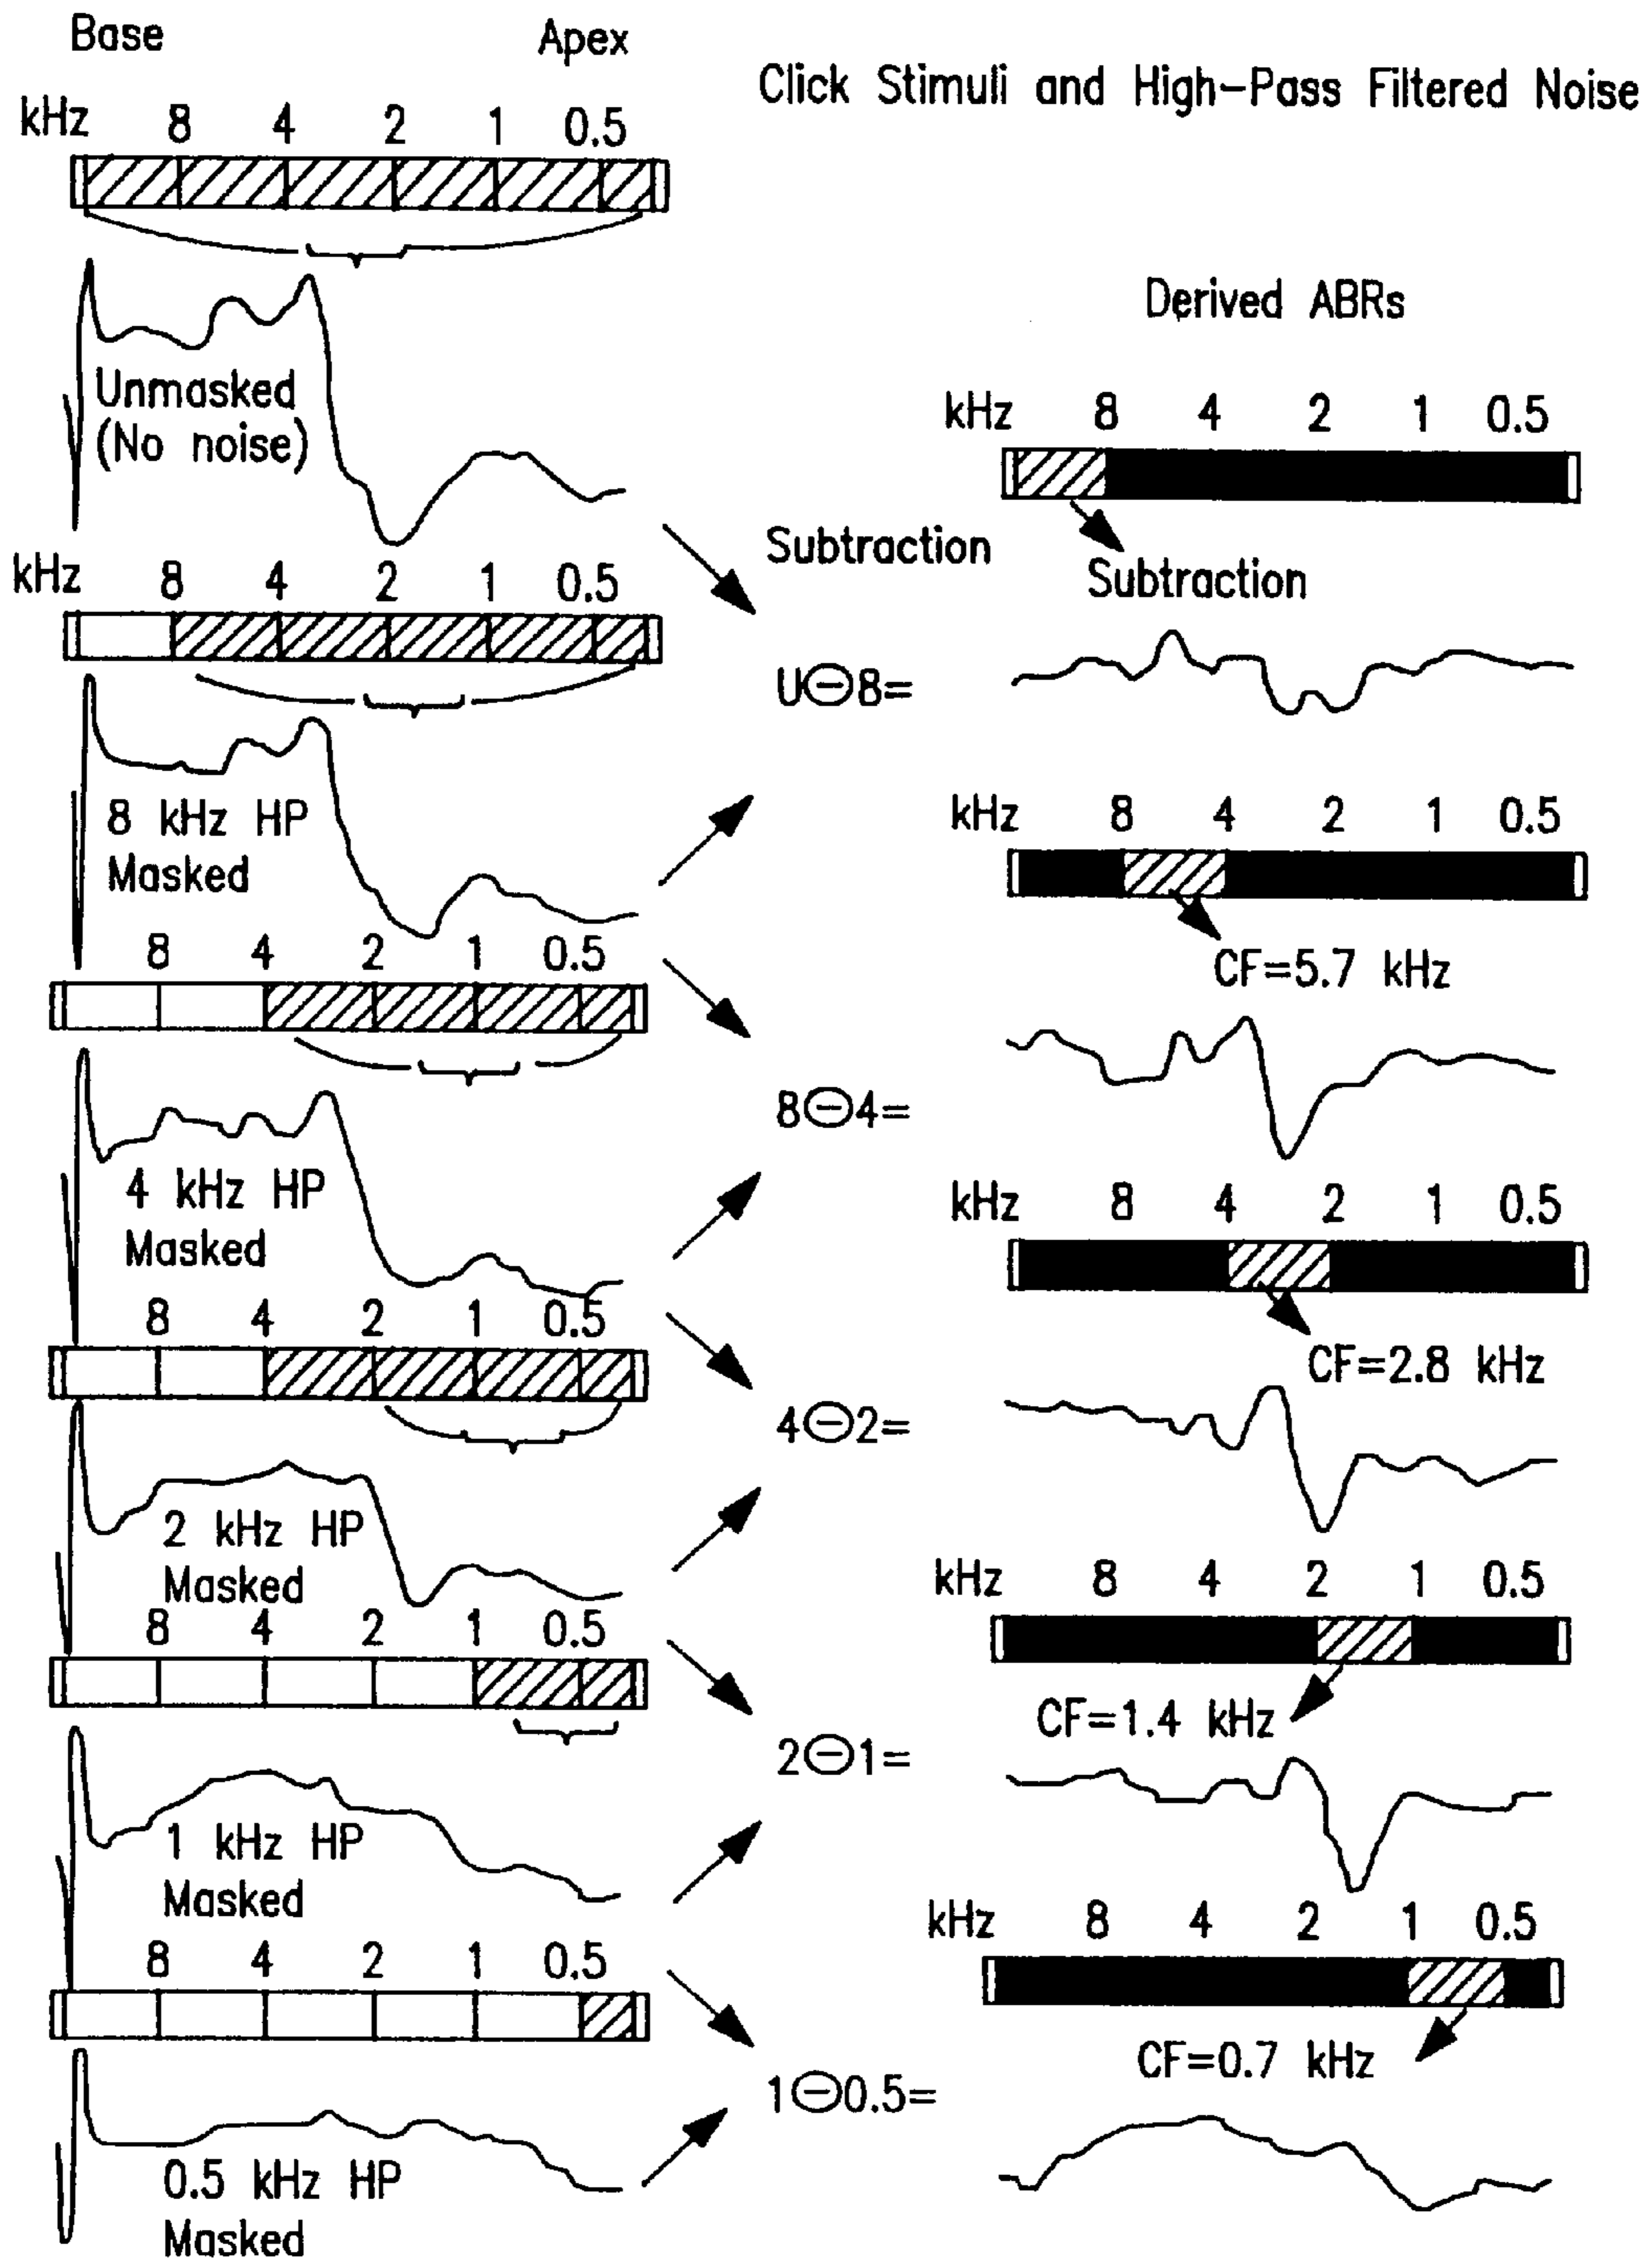 Base Apex
Click Stimuli and High-Pass Filtered Noise
kHz 8 4 2 1 0.5
Unmasked
(No noise)
kHz 8 4 2 1 0.5
8 kHz HP
Masked
8 4 2 1 0.5
4 kHz HP
Masked
8 4 2 1 0.5
2 kHz HP
Masked
8 4 2 1 0.5
1 kHz HP
Masked
8 4 2 1 0.5
0.5 kHz HP
Masked
Subtraction
U⊖8=
8⊖4=
4⊖2=
2⊖1=
1⊖0.5=
Derived ABRs
kHz 8 4 2 1 0.5
Subtraction
kHz 8 4 2 1 0.5
CF=5.7 kHz
kHz 8 4 2 1 0.5
CF=2.8 kHz
kHz 8 4 2 1 0.5
CF=1.4 kHz
kHz 8 4 2 1 0.5
CF=0.7 kHz